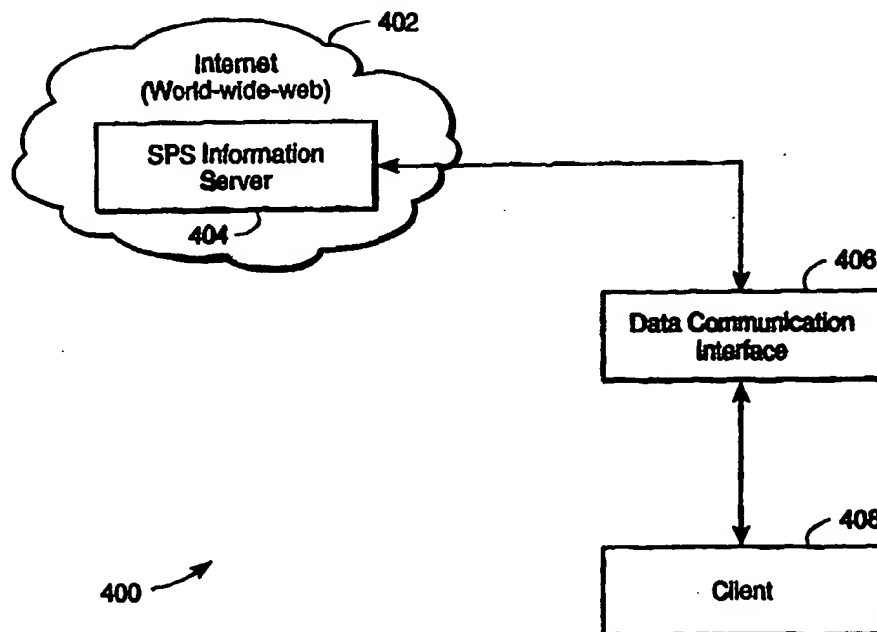 402
Internet
(World-wide-web)
SPS Information
Server
404
406
Data Communication
Interface
408
Client
400